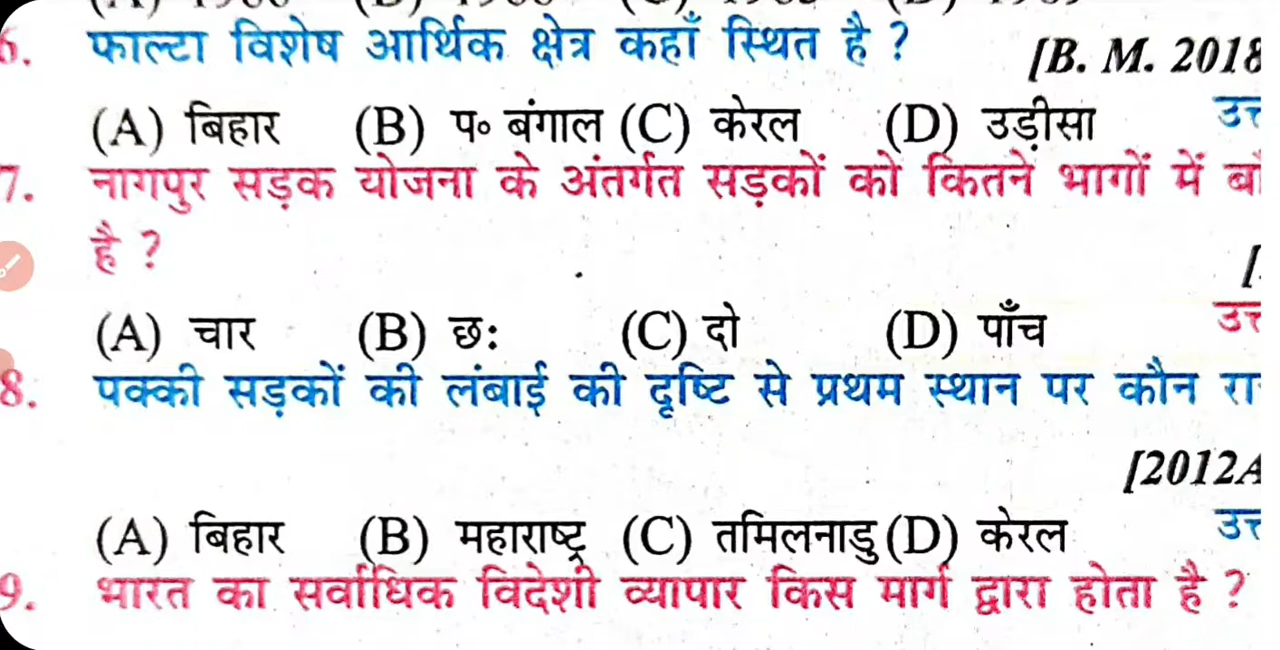 6. फाल्टा विशेष आर्थिक क्षेत्र कहाँ स्थित है ? [B. M. 2018
(A) बिहार (B) प० बंगाल (C) केरल (D) उड़ीसा
7. नागपुर सड़क योजना के अंतर्गत सड़कों को कितने भागों में
है ?
(A) चार (B) छः (C) दो (D) पाँच
8. पक्की सड़कों की लंबाई की दृष्टि से प्रथम स्थान पर कौन
[2012A
(A) बिहार (B) महाराष्ट्र (C) तमिलनाडु (D) केरल
9. भारत का सर्वाधिक विदेशी व्यापार किस मार्ग द्वारा होता है ?